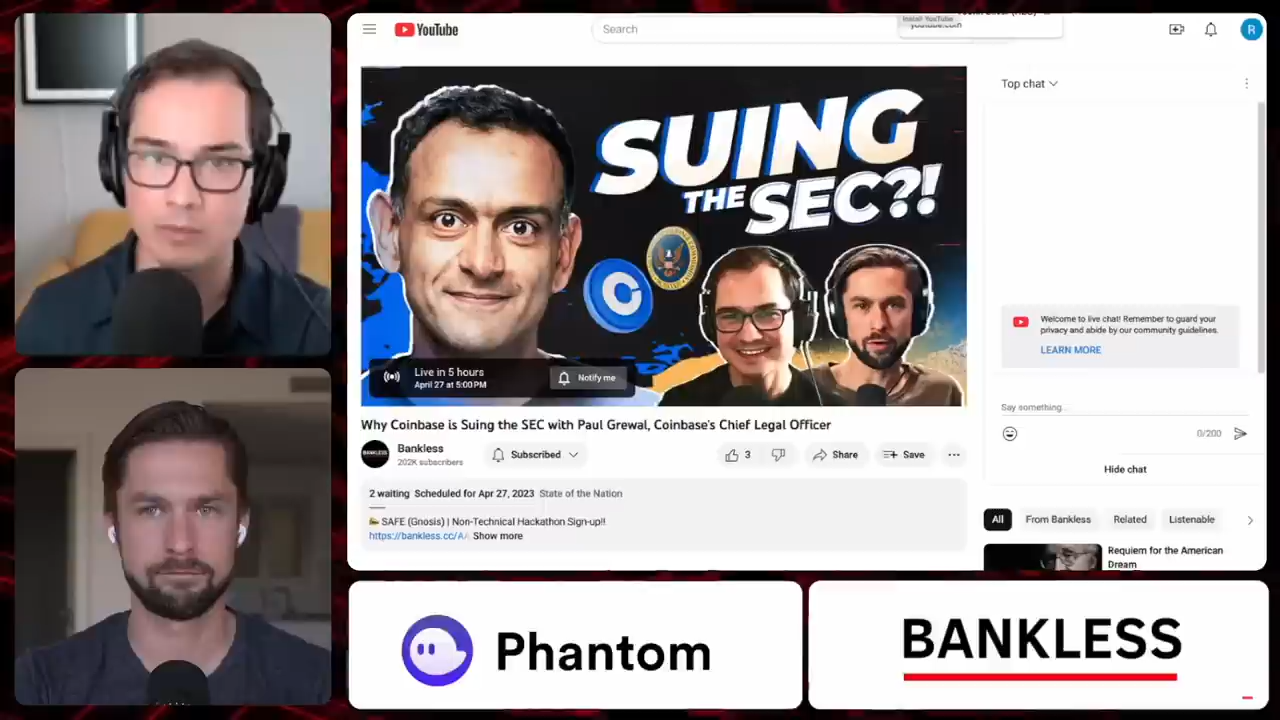 YouTube
Search
Install YouTube
youtube.com
R
SUING
THE SEC?!
Live in 5 hours
April 27 at 5:00 PM
Notify me
Why Coinbase is Suing the SEC with Paul Grewal, Coinbase's Chief Legal Officer
BANKLESS
Bankless
202K subscribers
Subscribed
3
Share
Save
2 waiting Scheduled for Apr 27, 2023 State of the Nation
SAFE (Gnosis) | Non-Technical Hackathon Sign-up!!
https://bankless.cc/A Show more
Top chat
Welcome to live chat! Remember to guard your
privacy and abide by our community guidelines.
LEARN MORE
Say something...
0/200
Hide chat
All
From Bankless
Related
Listenable
Requiem for the American
Dream
Phantom
BANKLESS